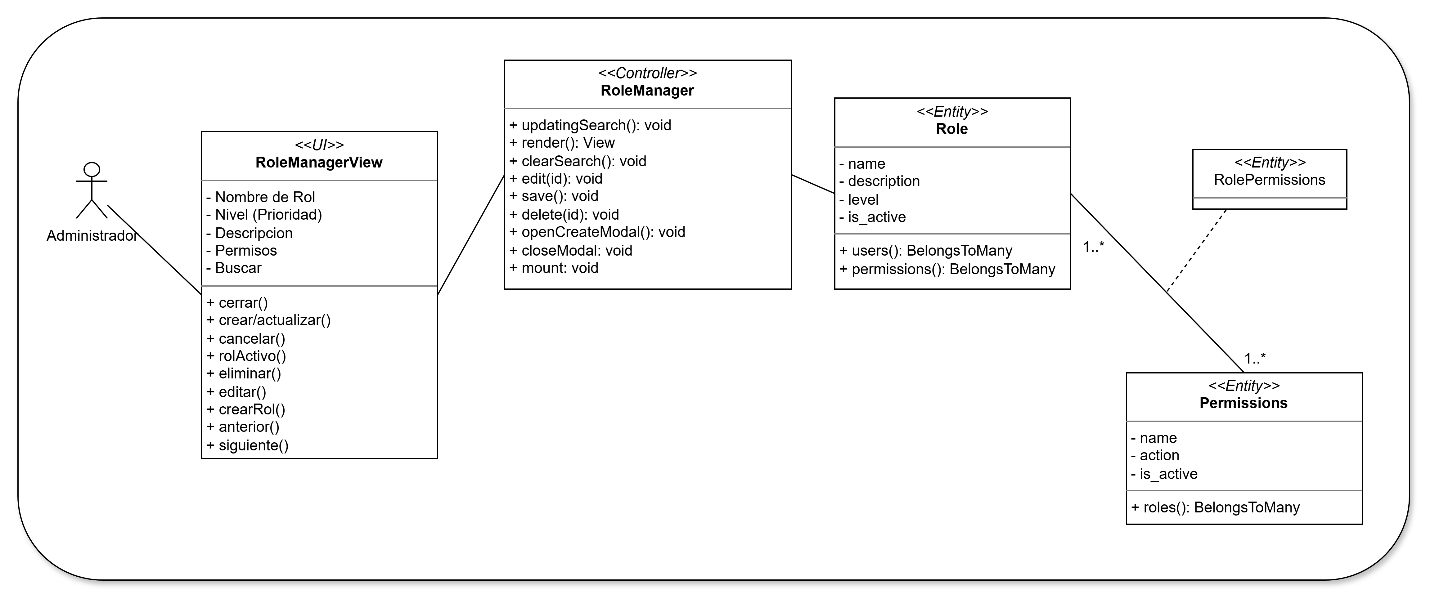 Administrador
<<UI>>
RoleManagerView
- Nombre de Rol
- Nivel (Prioridad)
- Descripcion
- Permisos
- Buscar
+ cerrar()
+ crear/actualizar()
+ cancelar()
+ rolActivo()
+ eliminar()
+ editar()
+ crearRol()
+ anterior()
+ siguiente()
<<Controller>>
RoleManager
+ updatingSearch(): void
+ render(): View
+ clearSearch(): void
+ edit(id): void
+ save(): void
+ delete(id): void
+ openCreateModal(): void
+ closeModal: void
+ mount: void
<<Entity>>
Role
- name
- description
- level
- is_active
+ users(): BelongsToMany
+ permissions(): BelongsToMany
1..*
<<Entity>>
RolePermissions
1..*
<<Entity>>
Permissions
- name
- action
- is_active
+ roles(): BelongsToMany